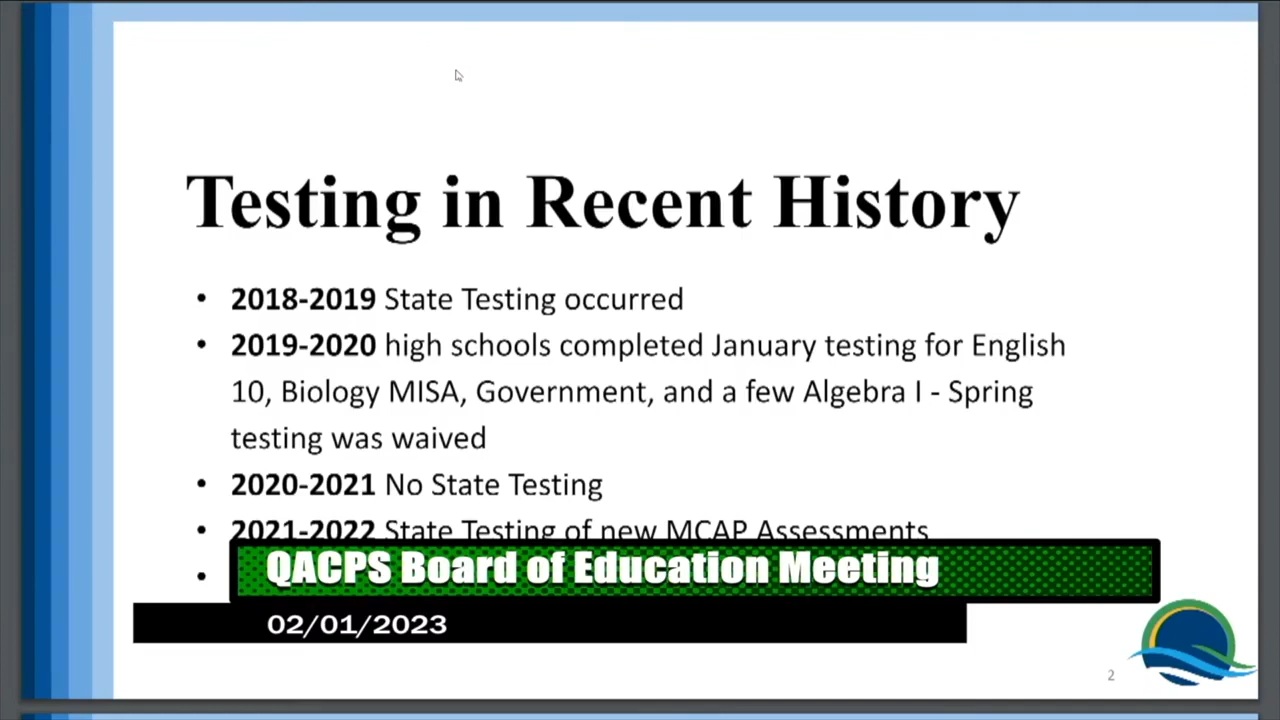 Testing in Recent History
• 2018-2019 State Testing occurred
• 2019-2020 high schools completed January testing for English
10, Biology MISA, Government, and a few Algebra I - Spring
testing was waived
• 2020-2021 No State Testing
• 2021-2022 State Testing of new MCAP Assessments
•
QACPS Board of Education Meeting
02/01/2023
2